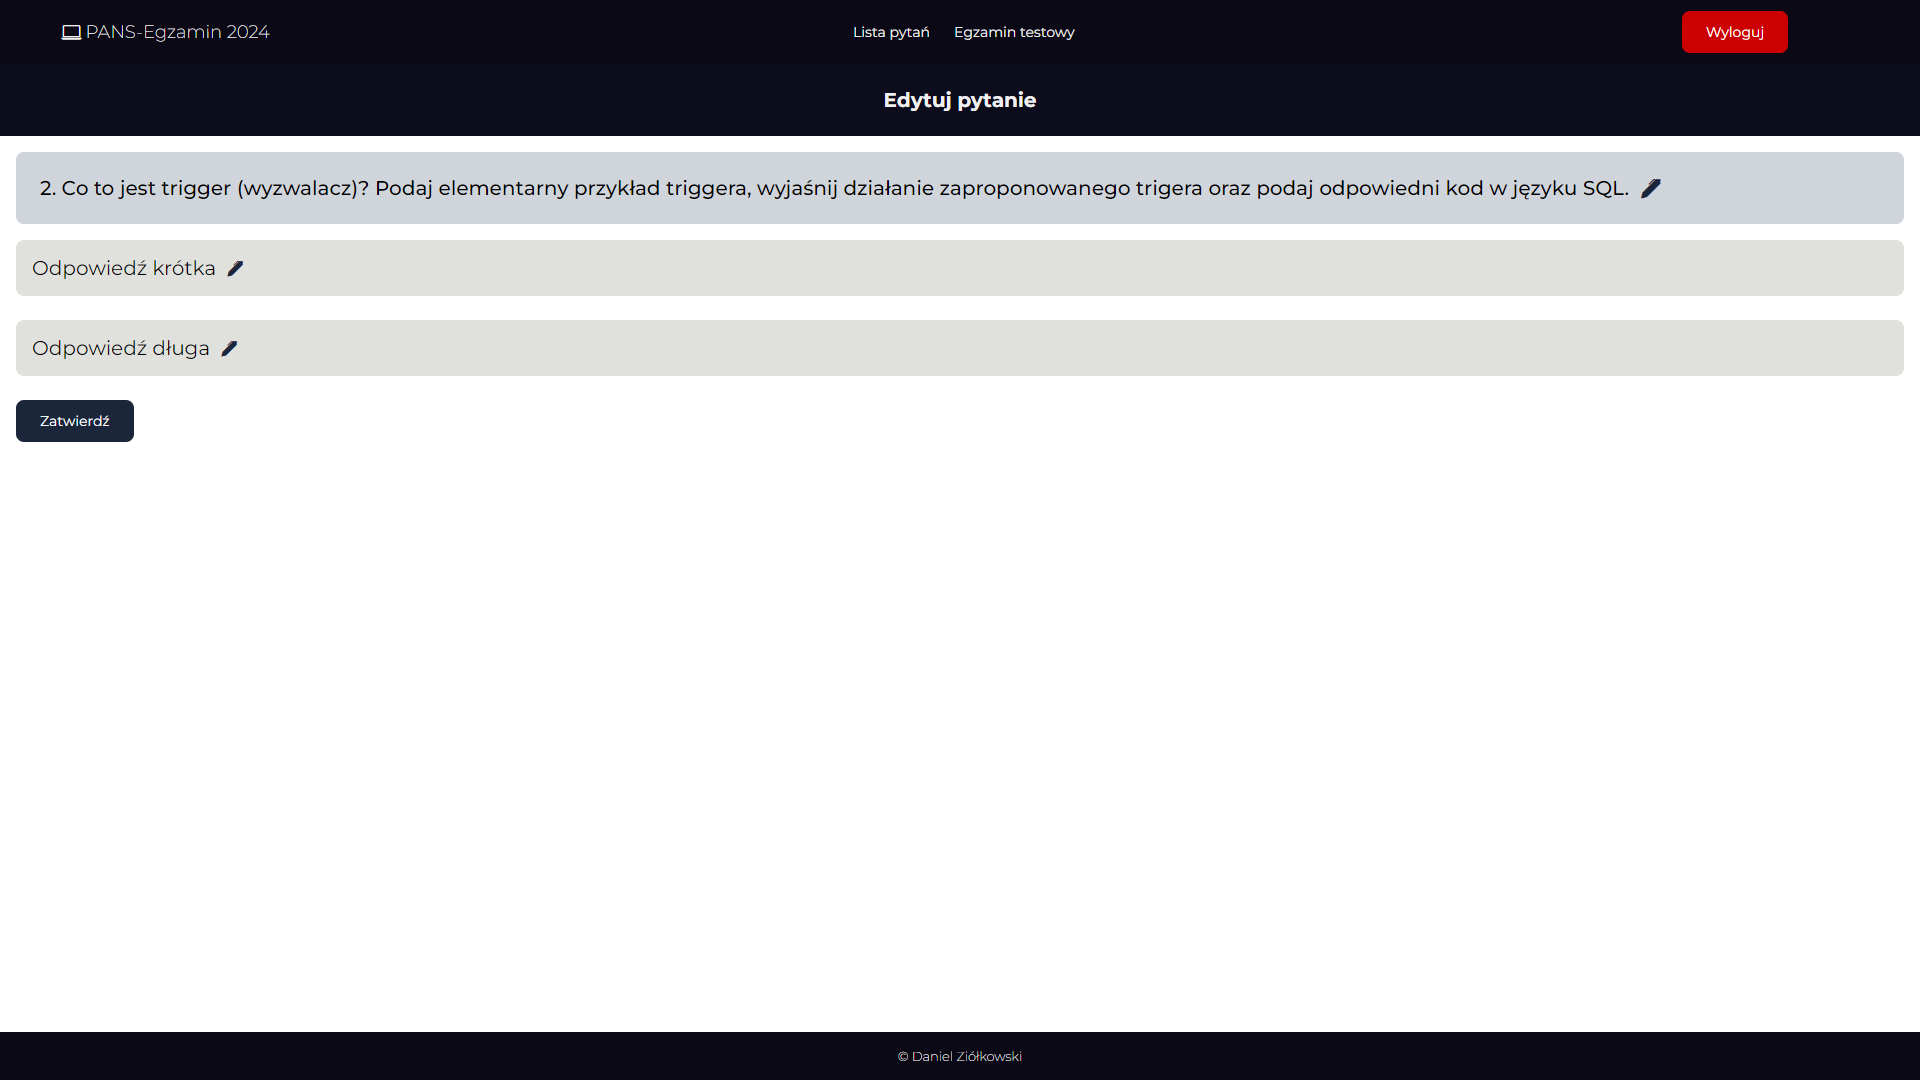 PANS-Egzamin 2024
Lista pytań
Egzamin testowy
Wyloguj
Edytuj pytanie
2. Co to jest trigger (wyzwalacz)? Podaj elementarny przykład triggera, wyjaśnij działanie zaproponowanego trigera oraz podaj odpowiedni kod w języku SQL.
Odpowiedź krótka
Odpowiedź długa
Zatwierdź
© Daniel Ziółkowski